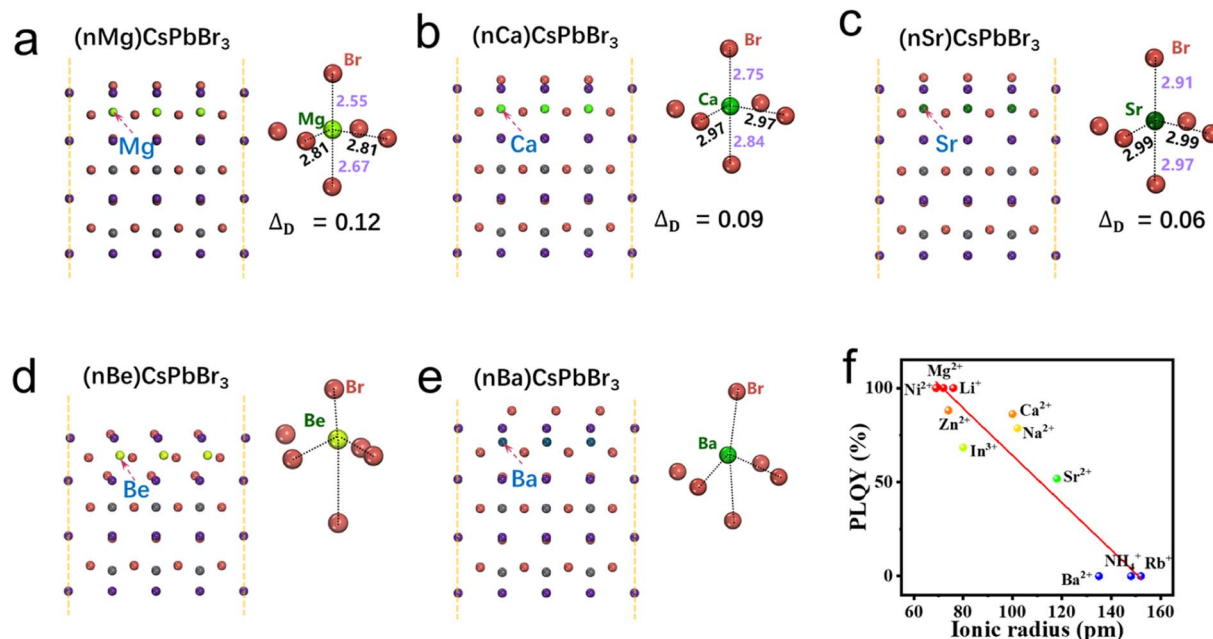 a
(nMg)CsPbBr₃
Br
2.55
Mg
2.81
2.81
2.67
Mg
Δ_D = 0.12
b
(nCa)CsPbBr₃
Br
2.75
Ca
2.97
2.97
2.84
Ca
Δ_D = 0.09
c
(nSr)CsPbBr₃
Br
2.91
Sr
2.99
2.99
2.97
Sr
Δ_D = 0.06
d
(nBe)CsPbBr₃
Br
Be
Be
e
(nBa)CsPbBr₃
Br
Ba
Ba
f
PLQY (%)
100
50
0
Mg²⁺
Ni²⁺
Li⁺
Zn²⁺
Ca²⁺
Na²⁺
In³⁺
Sr²⁺
Ba²⁺
NH₄⁺
Rb⁺
60 80 100 120 140 160
Ionic radius (pm)